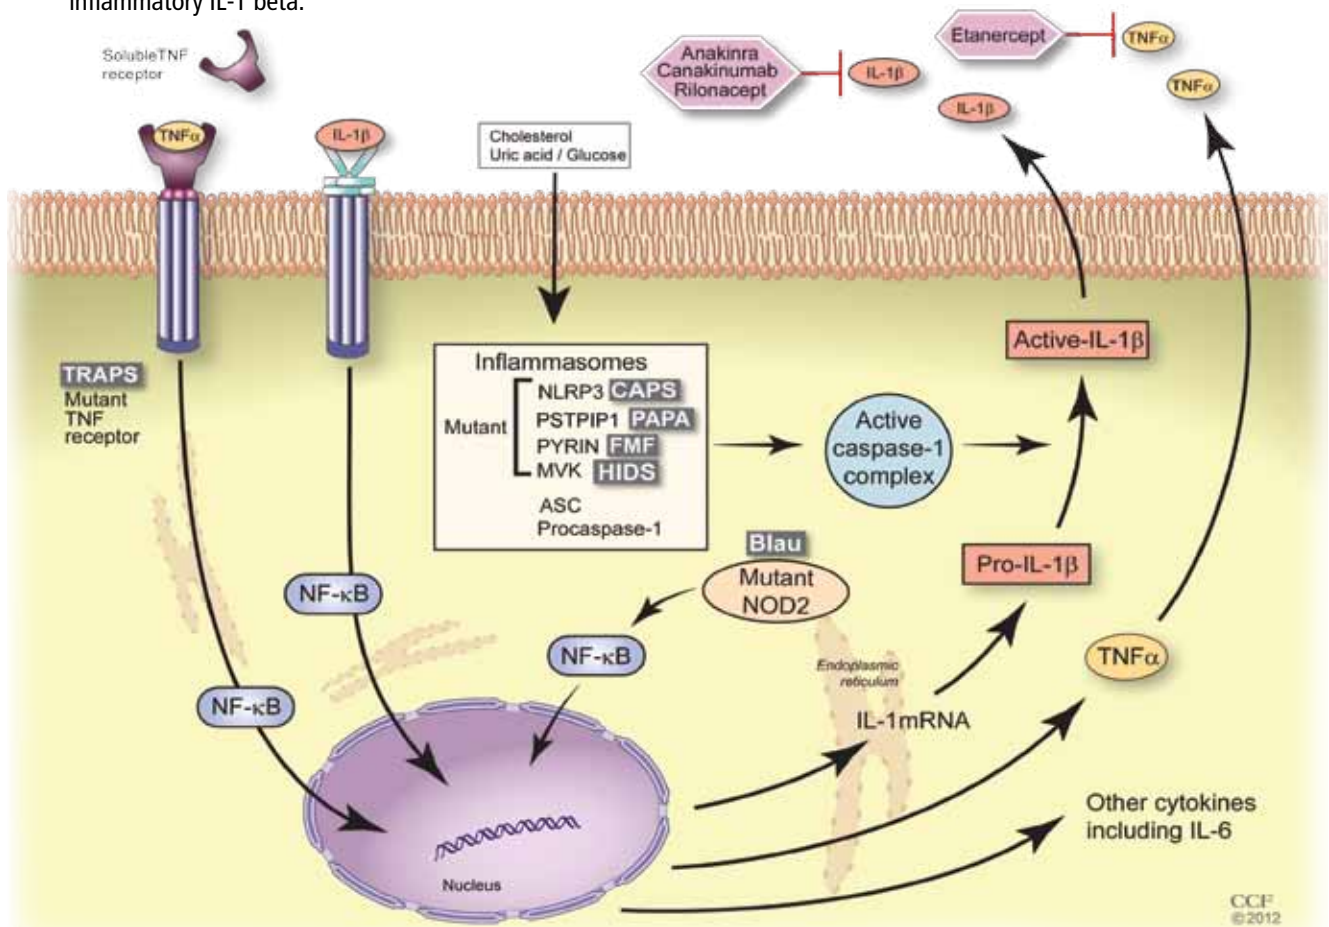 inflammatory IL-1 beta.
Soluble TNF
receptor
Etanercept
TNFα
Anakinra
Canakinumab
Rilonacept
IL-1β
TNFα
IL-1β
TNFα
IL-1β
Cholesterol
Uric acid / Glucose
Active-IL-1β
TRAPS
Mutant
TNF
receptor
Inflammasomes
Mutant
NLRP3 CAPS
PSTPIP1 PAPA
PYRIN FMF
MVK HIDS
ASC
Procaspase-1
Active
caspase-1
complex
Blau
Mutant
NOD2
Pro-IL-1β
NF-κB
NF-κB
NF-κB
TNFα
Endoplasmic
reticulum
IL-1mRNA
Other cytokines
including IL-6
Nucleus
CCF
©2012